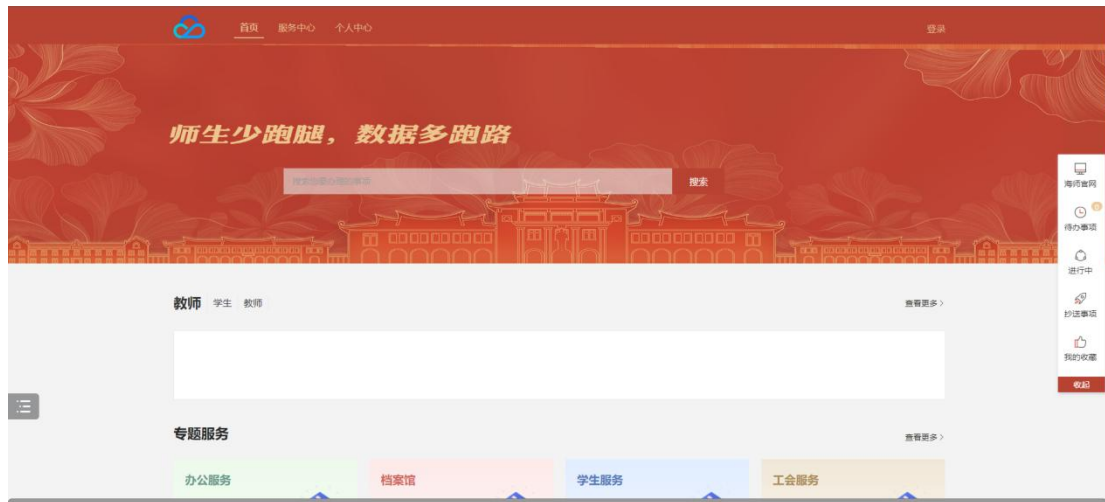 首页 服务中心 个人中心 登录
师生少跑腿，数据多跑路
搜索
海师官网
待办事项
进行中
抄送事项
我的收藏
收起
教师 学生 教师 查看更多>
专题服务 查看更多>
办公服务 档案馆 学生服务 工会服务